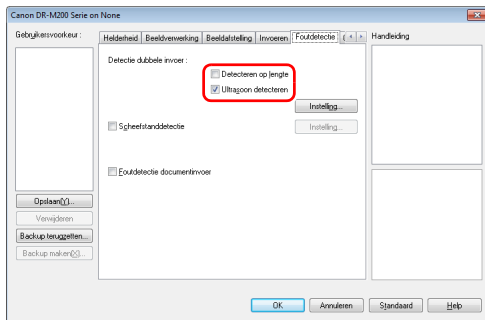 Canon DR-M200 Serie on None
Gebruikersvoorkeur :
Helderheid Beeldverwerking Beeldafstelling Invoeren Foutdetectie
Handleiding
Detectie dubbele invoer :
Detecteren op lengte
Ultrasoon detecteren
Instelling...
Scheefstanddetectie
Instelling...
Foutdetectie documentinvoer
Opslaan(Y)...
Verwijderen
Backup terugzetten...
Backup maken(X)...
OK Annuleren Standaard Help